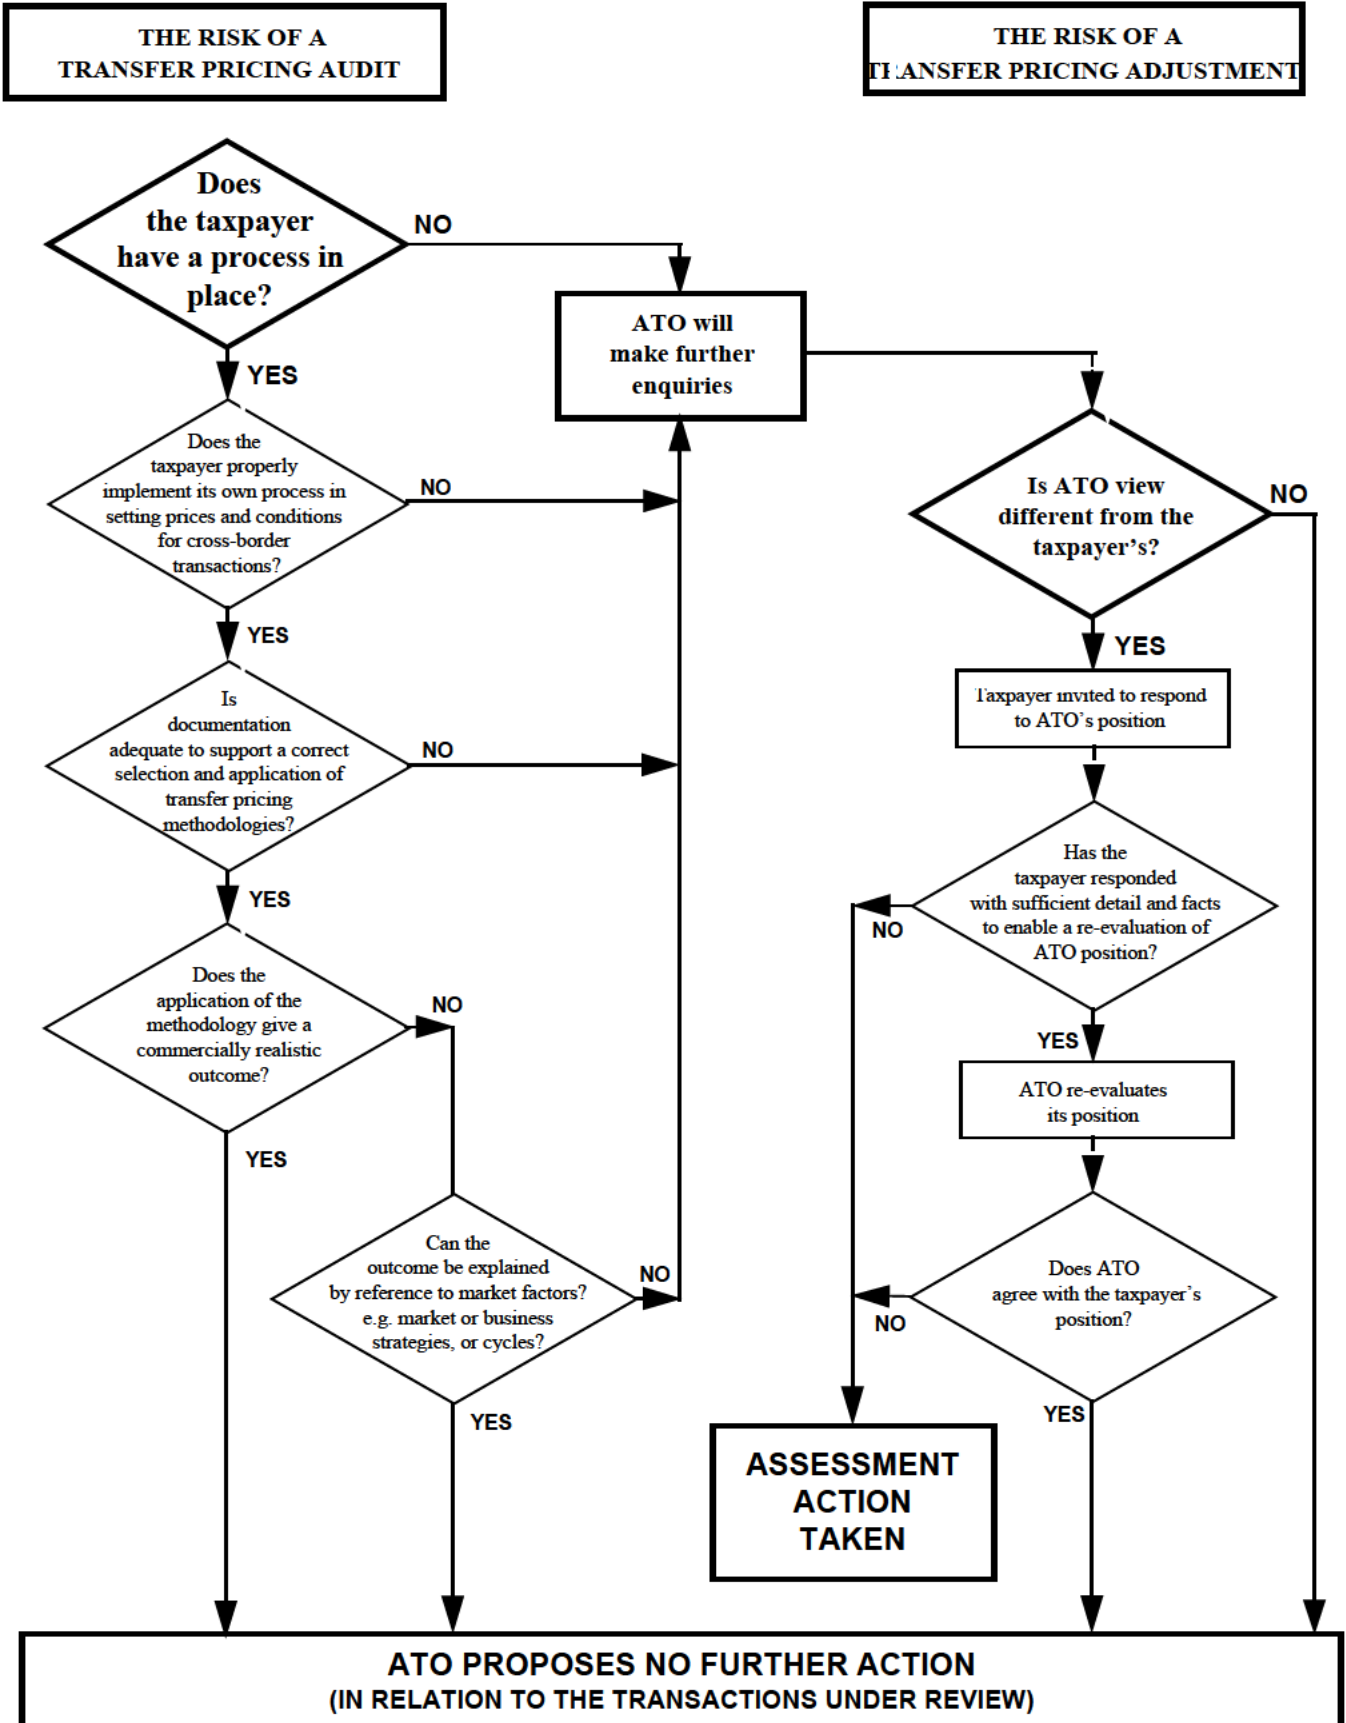 THE RISK OF A
TRANSFER PRICING AUDIT
THE RISK OF A
TRANSFER PRICING ADJUSTMENT
Does
the taxpayer
have a process in
place?
NO
YES
ATO will
make further
enquiries
Does the
taxpayer properly
implement its own process in
setting prices and conditions
for cross-border
transactions?
NO
YES
Is
documentation
adequate to support a correct
selection and application of
transfer pricing
methodologies?
NO
YES
Does the
application of the
methodology give a
commercially realistic
outcome?
NO
YES
Can the
outcome be explained
by reference to market factors?
e.g. market or business
strategies, or cycles?
NO
YES
Is ATO view
different from the
taxpayer’s?
NO
YES
Taxpayer invited to respond
to ATO’s position
Has the
taxpayer responded
with sufficient detail and facts
to enable a re-evaluation of
ATO position?
NO
YES
ATO re-evaluates
its position
Does ATO
agree with the taxpayer’s
position?
NO
YES
ASSESSMENT
ACTION
TAKEN
ATO PROPOSES NO FURTHER ACTION
(IN RELATION TO THE TRANSACTIONS UNDER REVIEW)